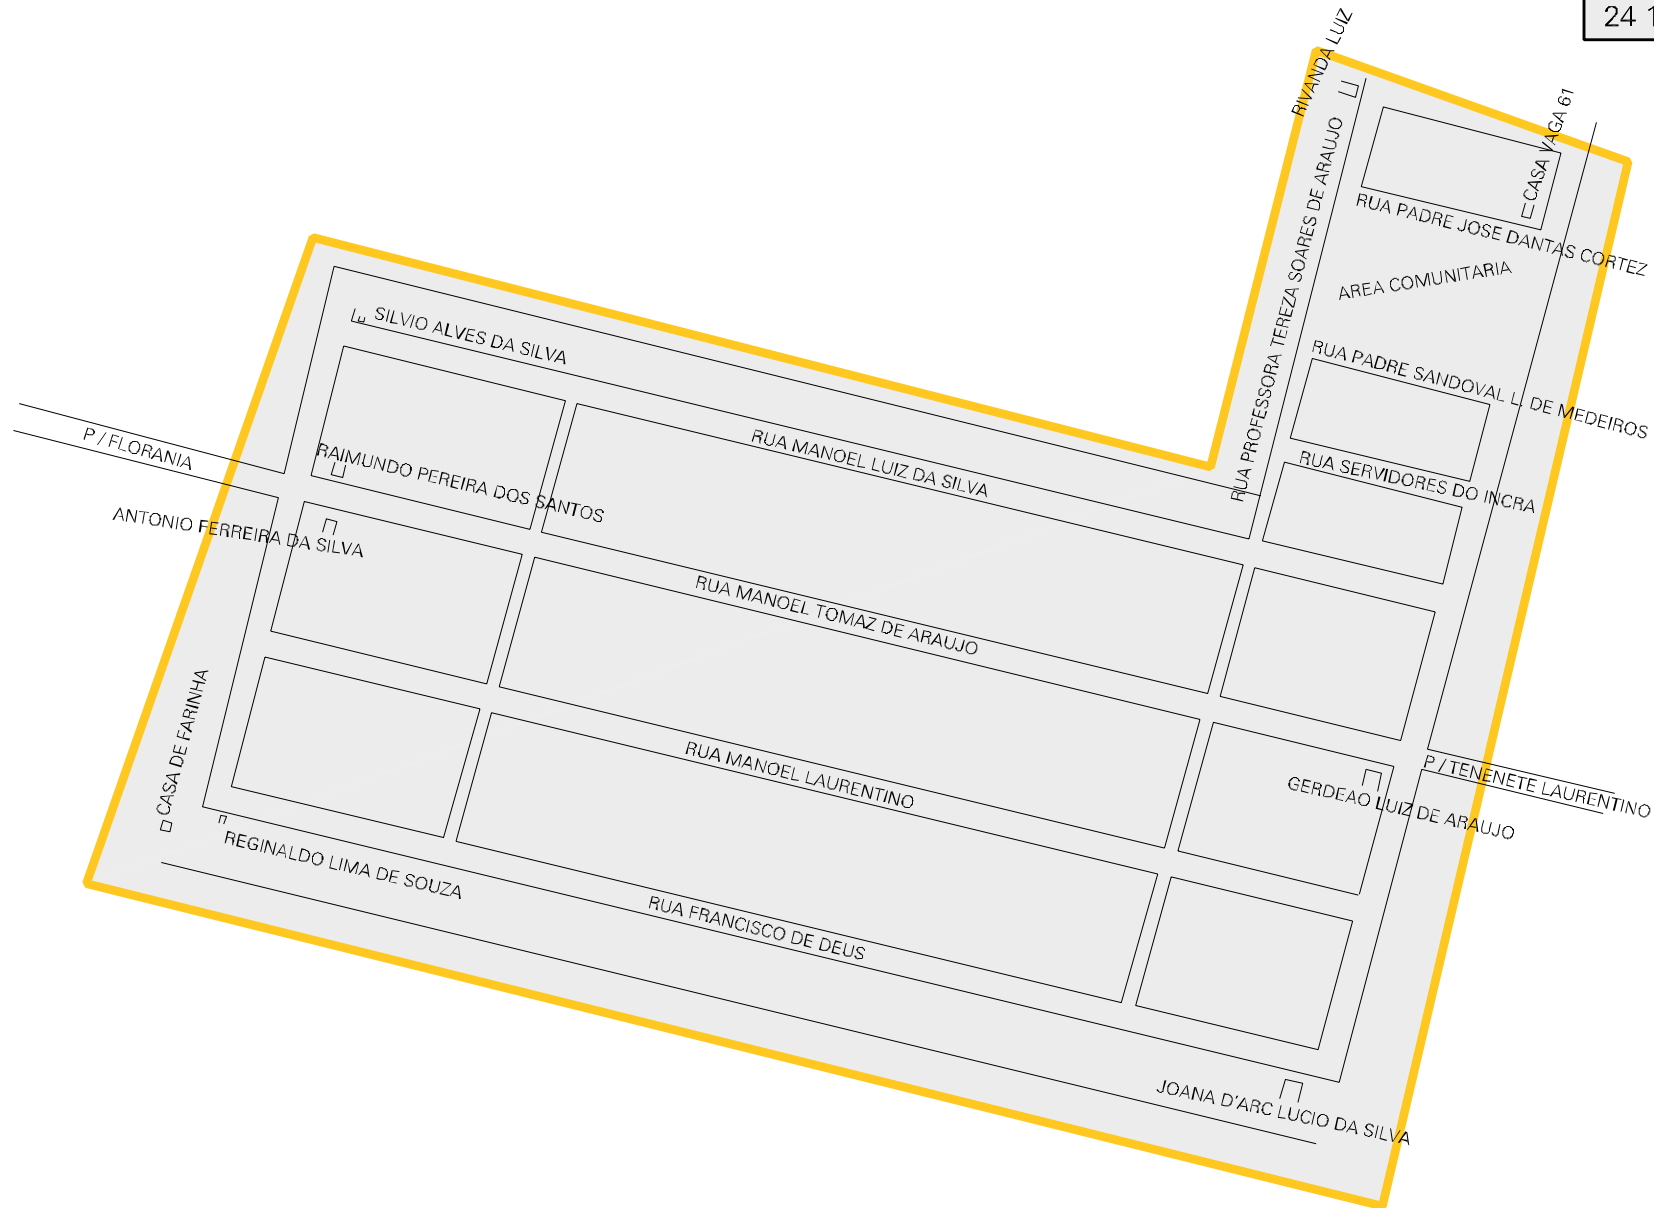 24 1
RIVANDA LUIZ
CASA VAGA 61
RUA PROFESSORA TEREZA SOARES DE ARAUJO
RUA PADRE JOSE DANTAS CORTEZ
AREA COMUNITARIA
SILVIO ALVES DA SILVA
RUA PADRE SANDOVAL L. DE MEDEIROS
P / FLORANIA
RAIMUNDO PEREIRA DOS SANTOS
RUA MANOEL LUIZ DA SILVA
RUA SERVIDORES DO INCRA
ANTONIO FERREIRA DA SILVA
RUA MANOEL TOMAZ DE ARAUJO
CASA DE FARINHA
RUA MANOEL LAURENTINO
P / TENENETE LAURENTINO
GERDEAO LUIZ DE ARAUJO
REGINALDO LIMA DE SOUZA
RUA FRANCISCO DE DEUS
JOANA D'ARC LUCIO DA SILVA